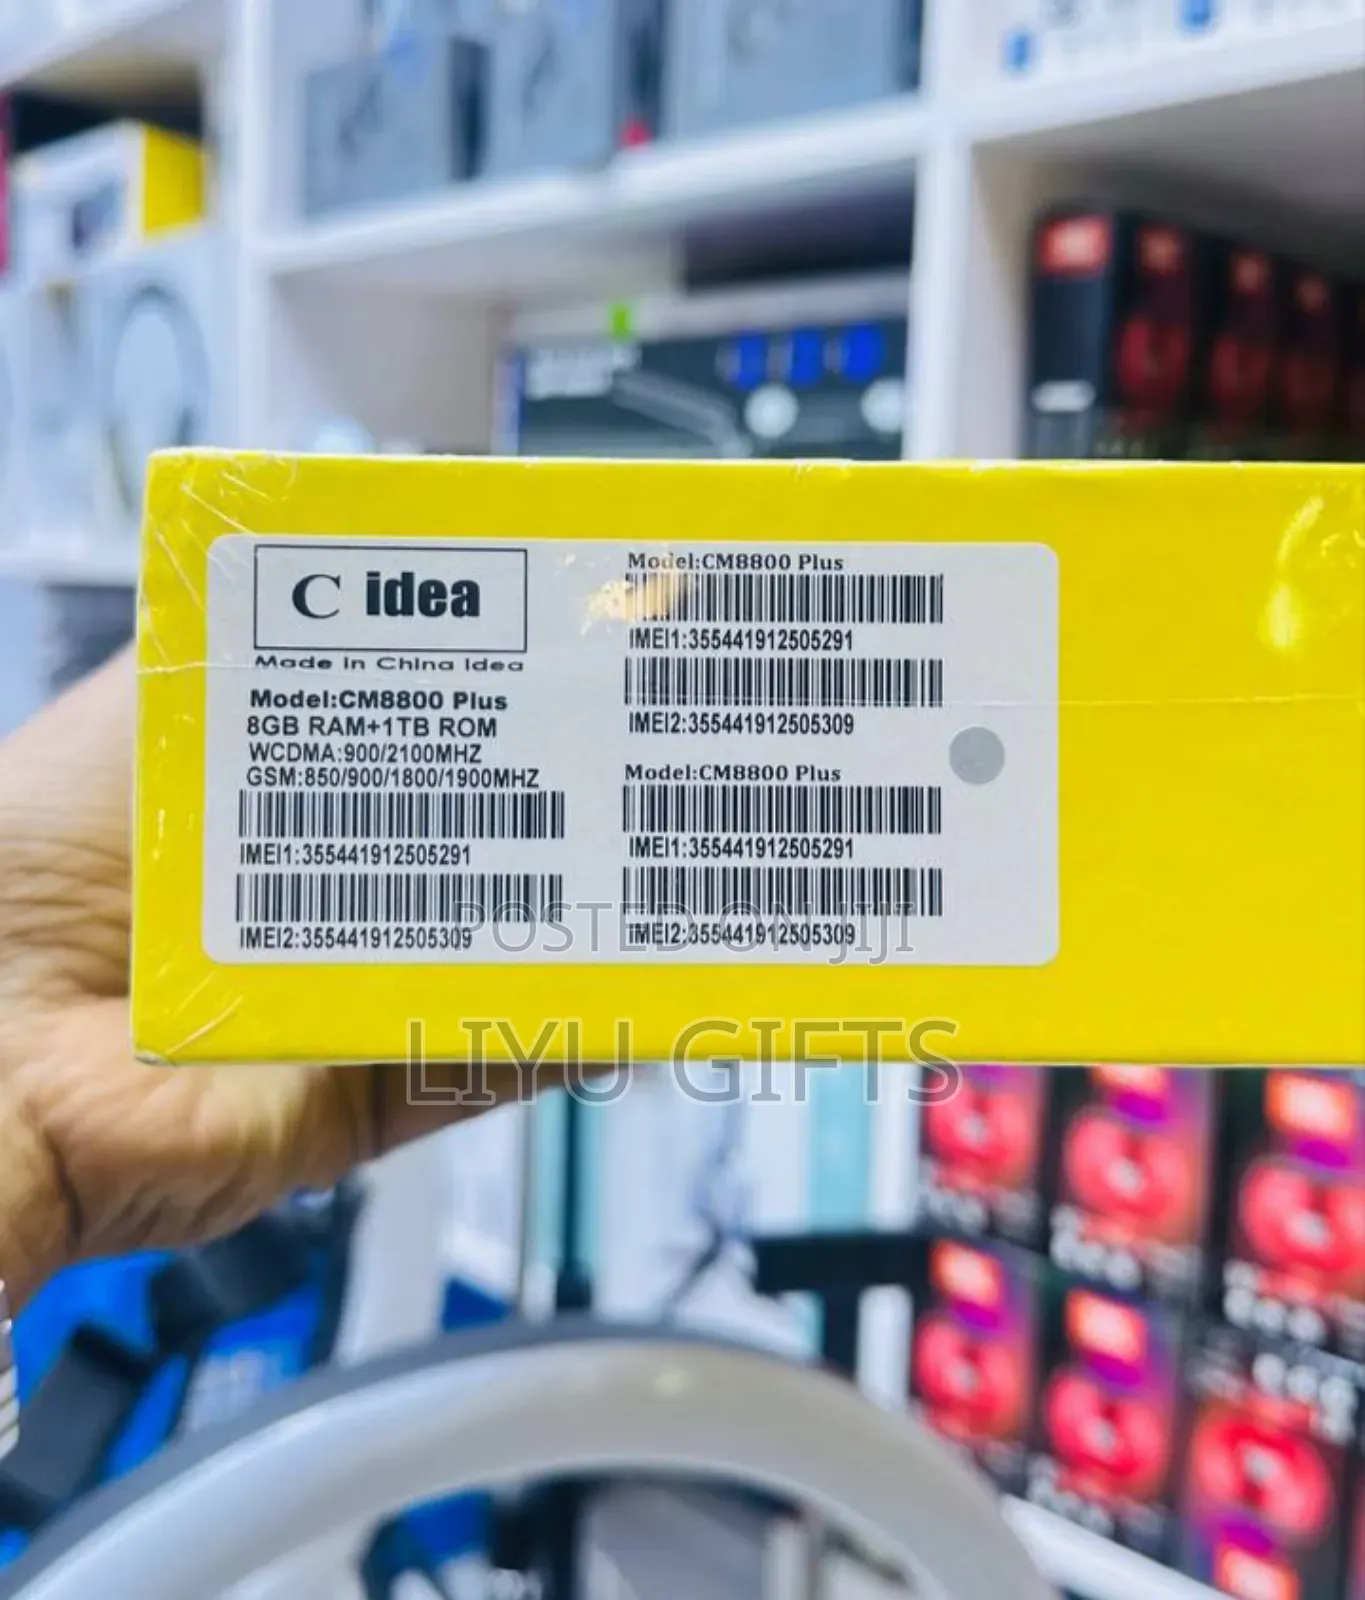 C idea
Made in China Idea
Model:CM8800 Plus
8GB RAM+1TB ROM
WCDMA:900/2100MHZ
GSM:850/900/1800/1900MHZ
IMEI1:355441912505291
IMEI2:355441912505309
Model:CM8800 Plus
IMEI1:355441912505291
IMEI2:355441912505309
Model:CM8800 Plus
IMEI1:355441912505291
IMEI2:355441912505309
POSTED ON JIJI
LIYU GIFTS